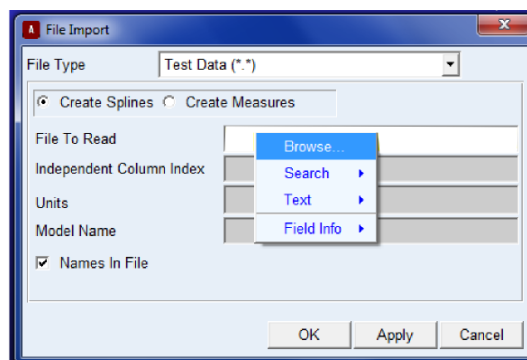 A File Import x
File Type Test Data (*.*)
Create Splines Create Measures
File To Read
Browse...
Independent Column Index
Search
Units
Text
Model Name
Field Info
Names In File
OK Apply Cancel